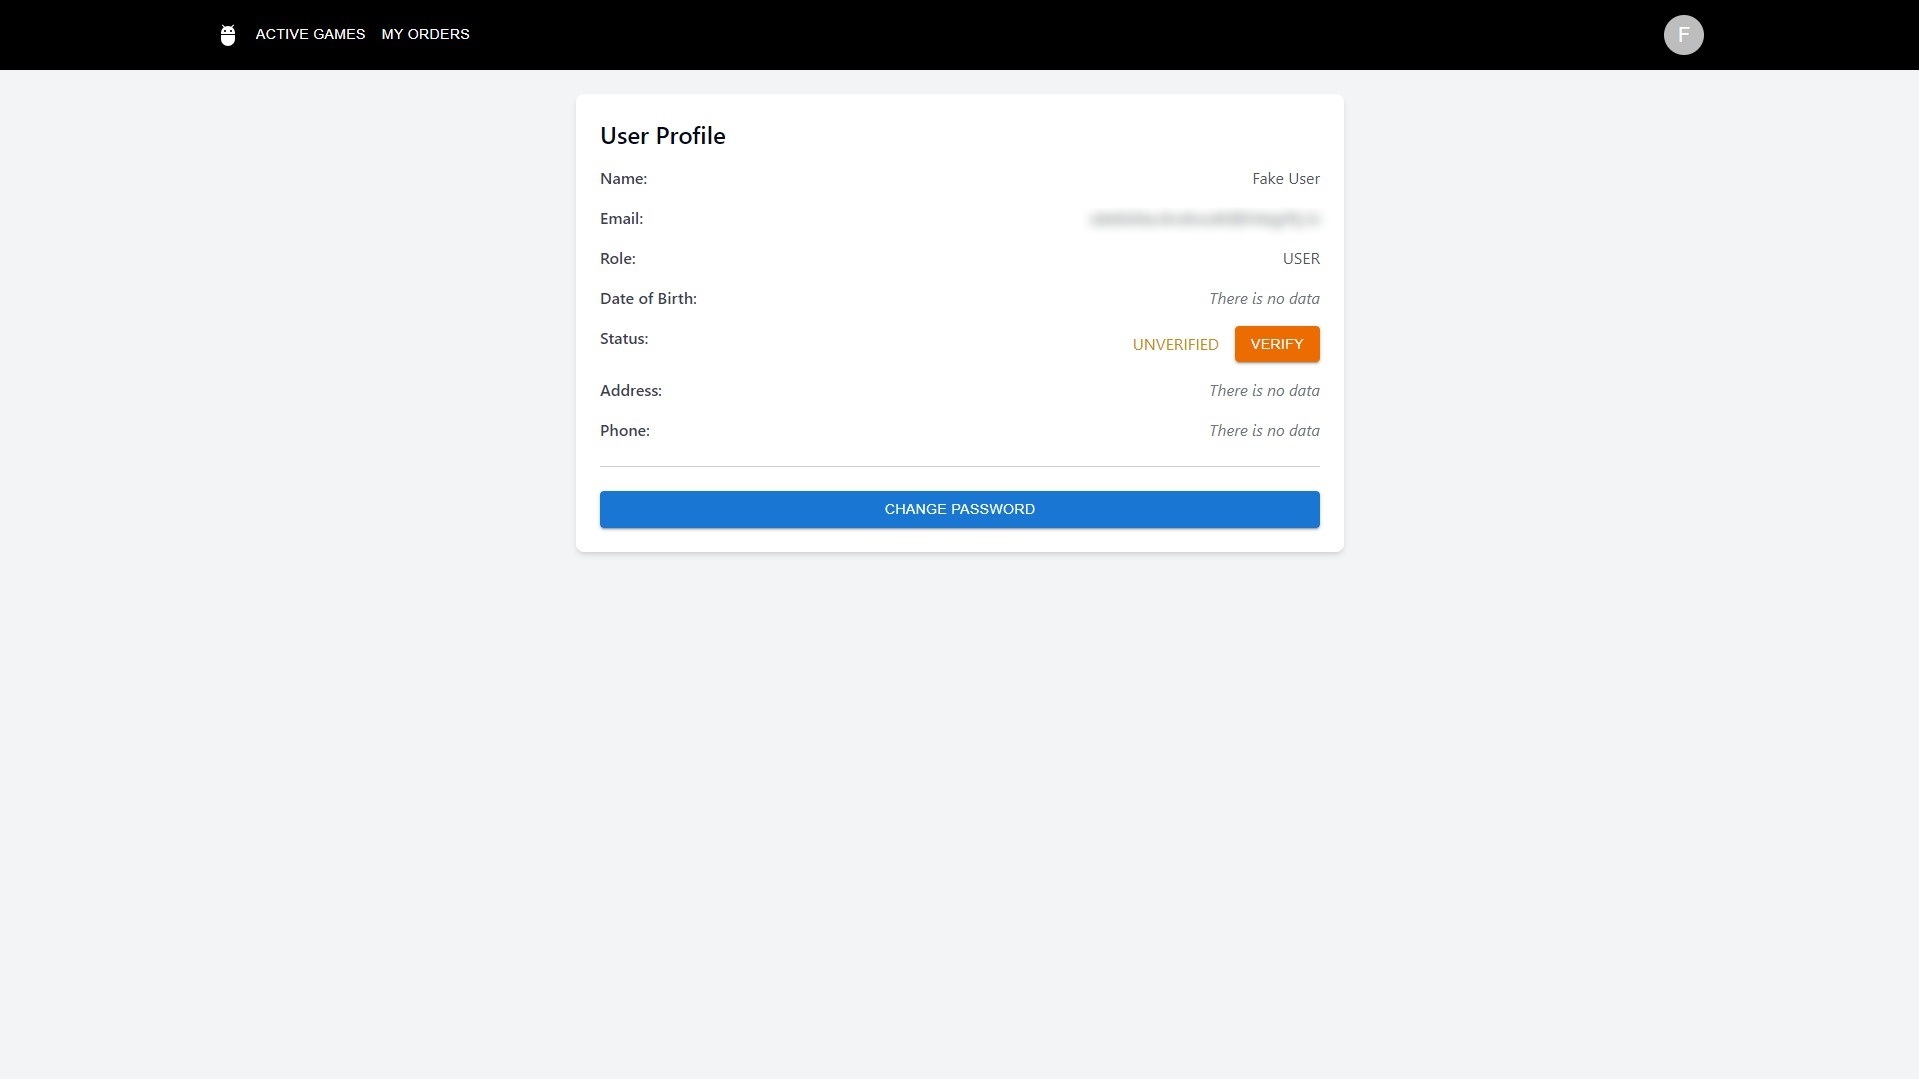 ACTIVE GAMES MY ORDERS F
User Profile
Name: Fake User
Email:
Role: USER
Date of Birth: There is no data
Status: UNVERIFIED VERIFY
Address: There is no data
Phone: There is no data
CHANGE PASSWORD